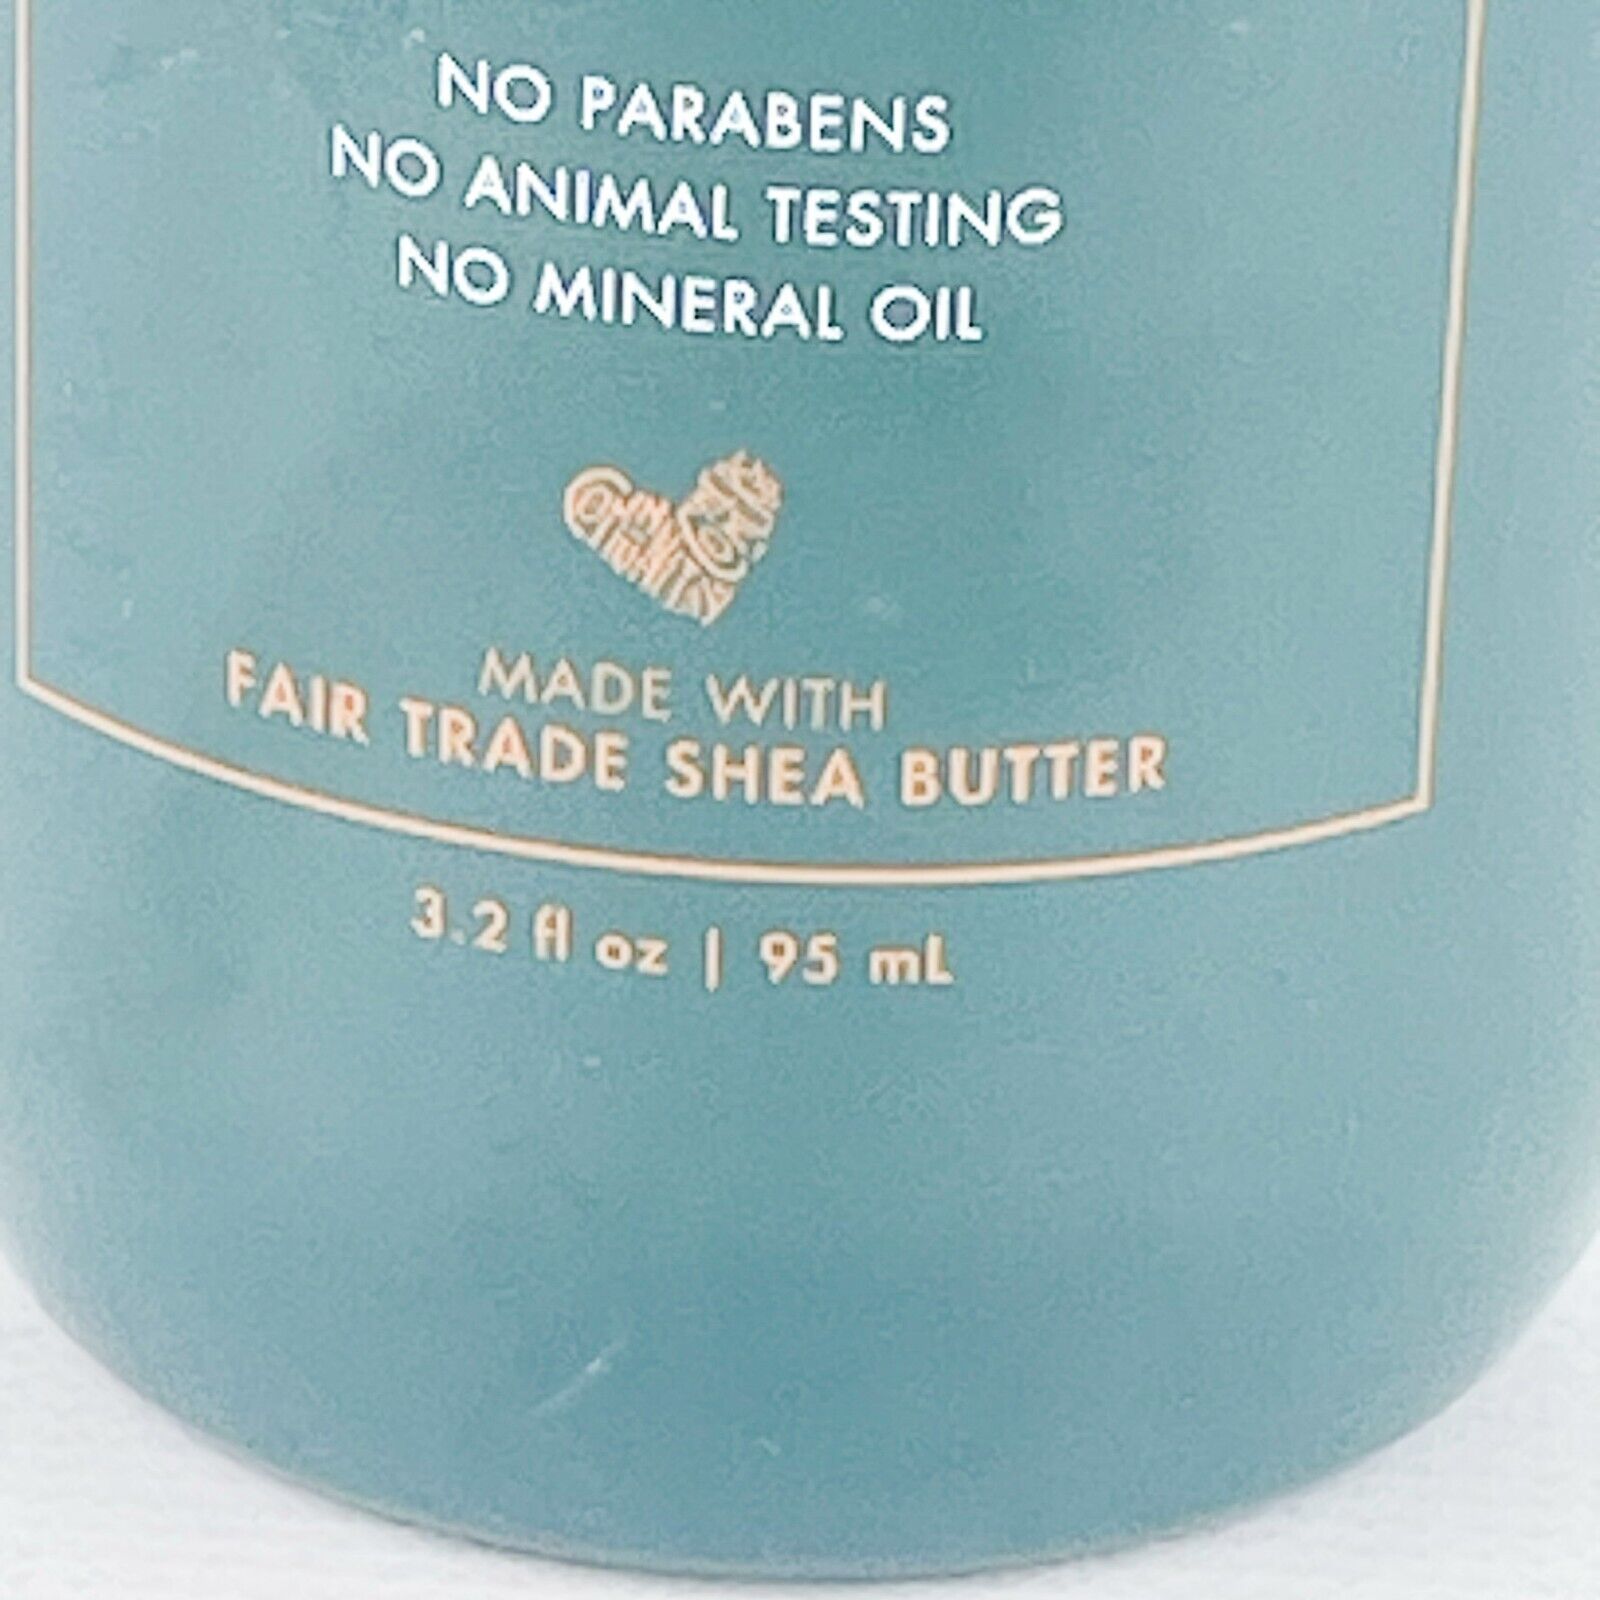 NO PARABENS
NO ANIMAL TESTING
NO MINERAL OIL
COMMUNITY
MADE WITH
FAIR TRADE SHEA BUTTER
3.2 fl oz | 95 mL